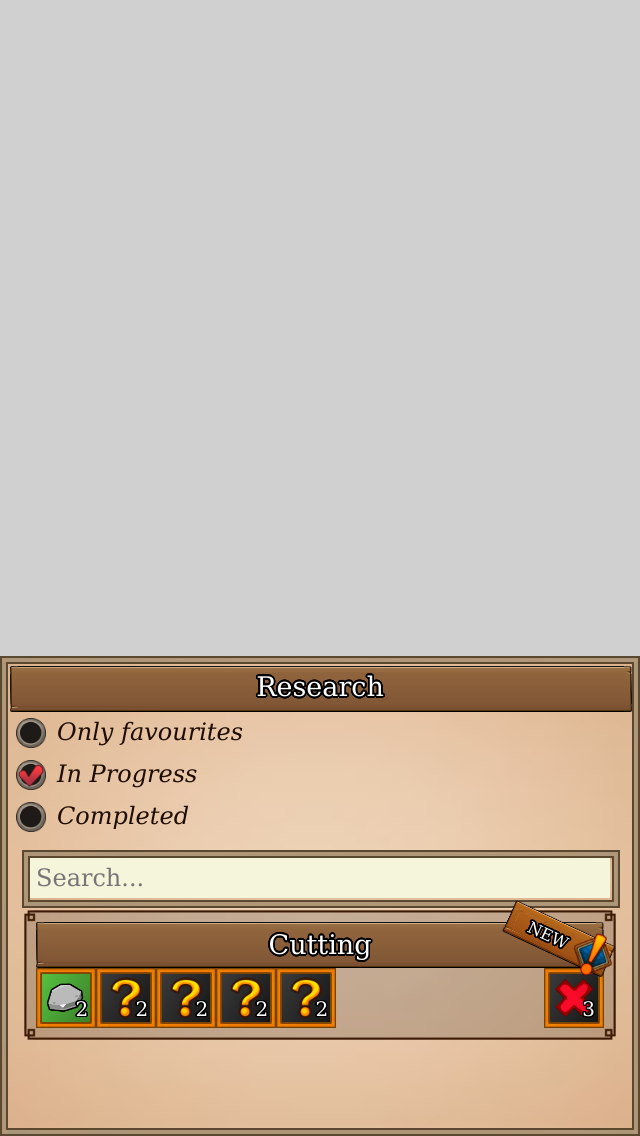 Research
Only favourites
In Progress
Completed
Search...
NEW
Cutting
2 ?2 ?2 ?2 ?2 3